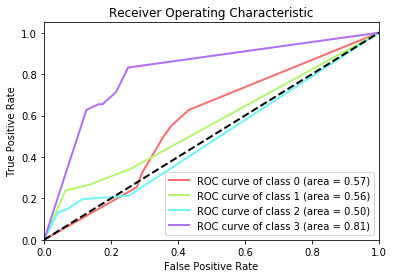 Receiver Operating Characteristic
True Positive Rate
1.0
0.8
0.6
0.4
0.2
0.0
ROC curve of class 0 (area = 0.57)
ROC curve of class 1 (area = 0.56)
ROC curve of class 2 (area = 0.50)
ROC curve of class 3 (area = 0.81)
0.0 0.2 0.4 0.6 0.8 1.0
False Positive Rate